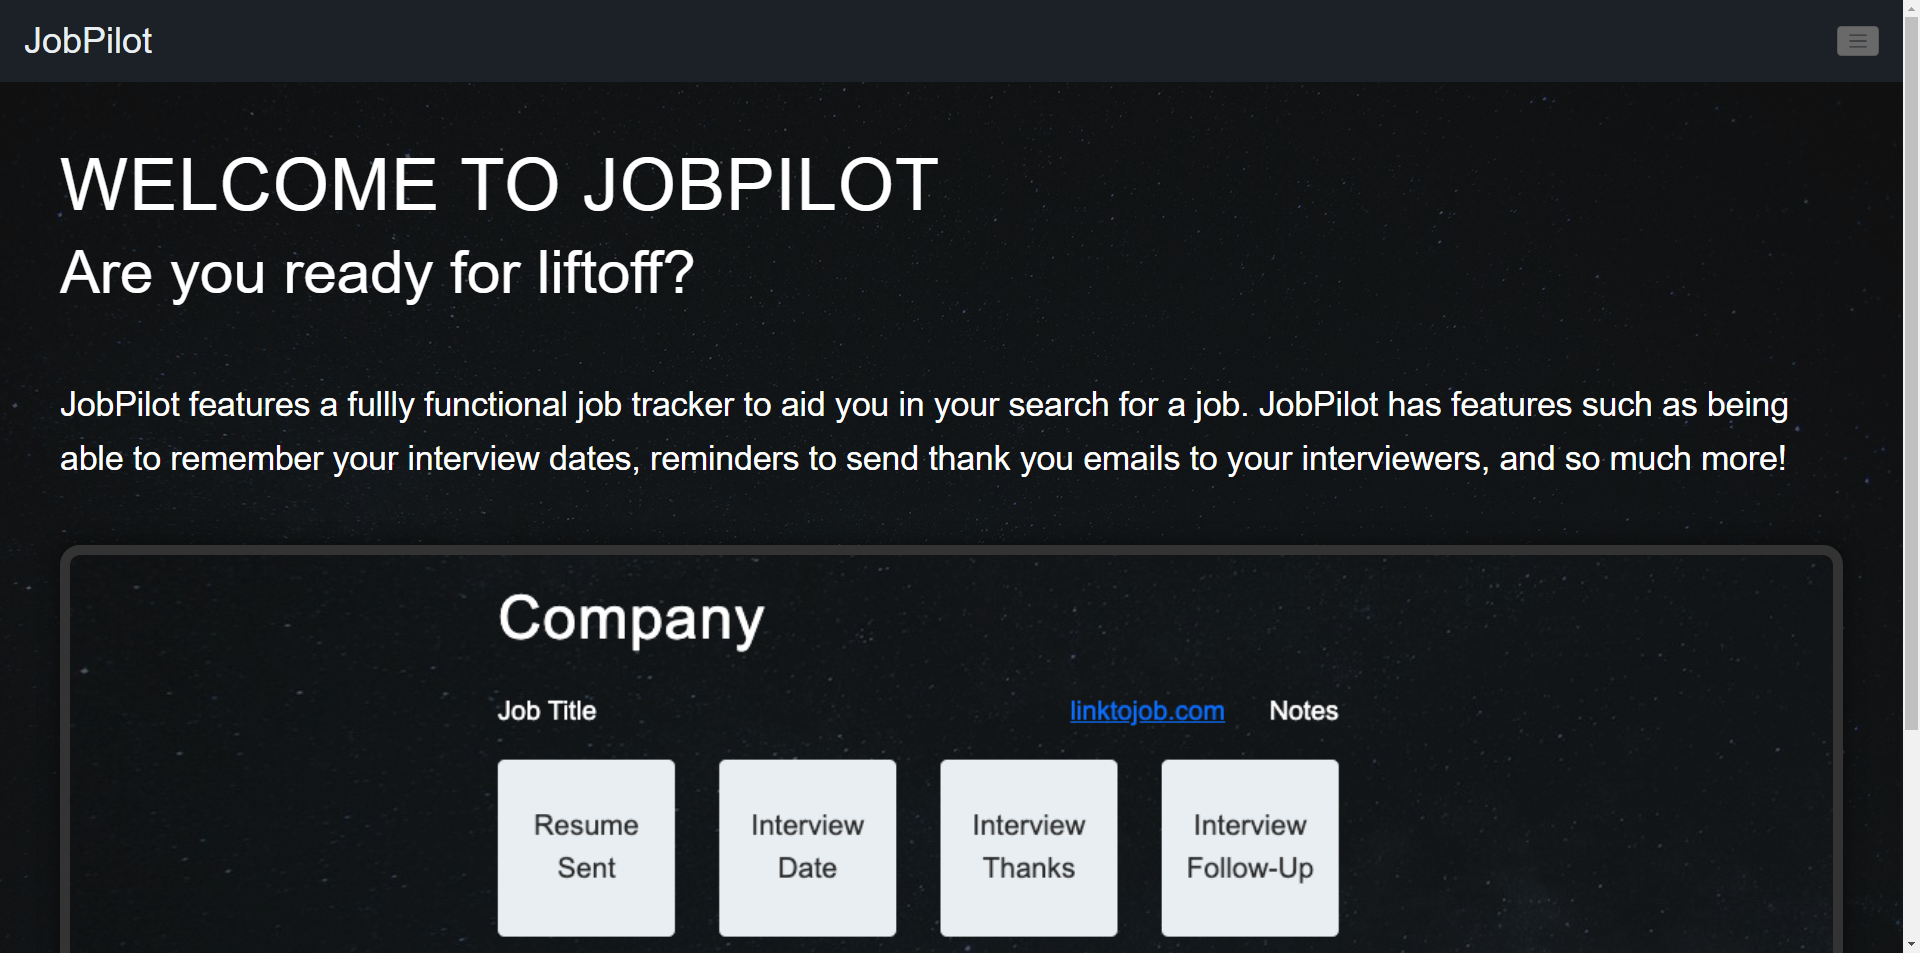 JobPilot
WELCOME TO JOBPILOT
Are you ready for liftoff?
JobPilot features a fullly functional job tracker to aid you in your search for a job. JobPilot has features such as being
able to remember your interview dates, reminders to send thank you emails to your interviewers, and so much more!
Company
Job Title linktojob.com Notes
Resume
Sent
Interview
Date
Interview
Thanks
Interview
Follow-Up